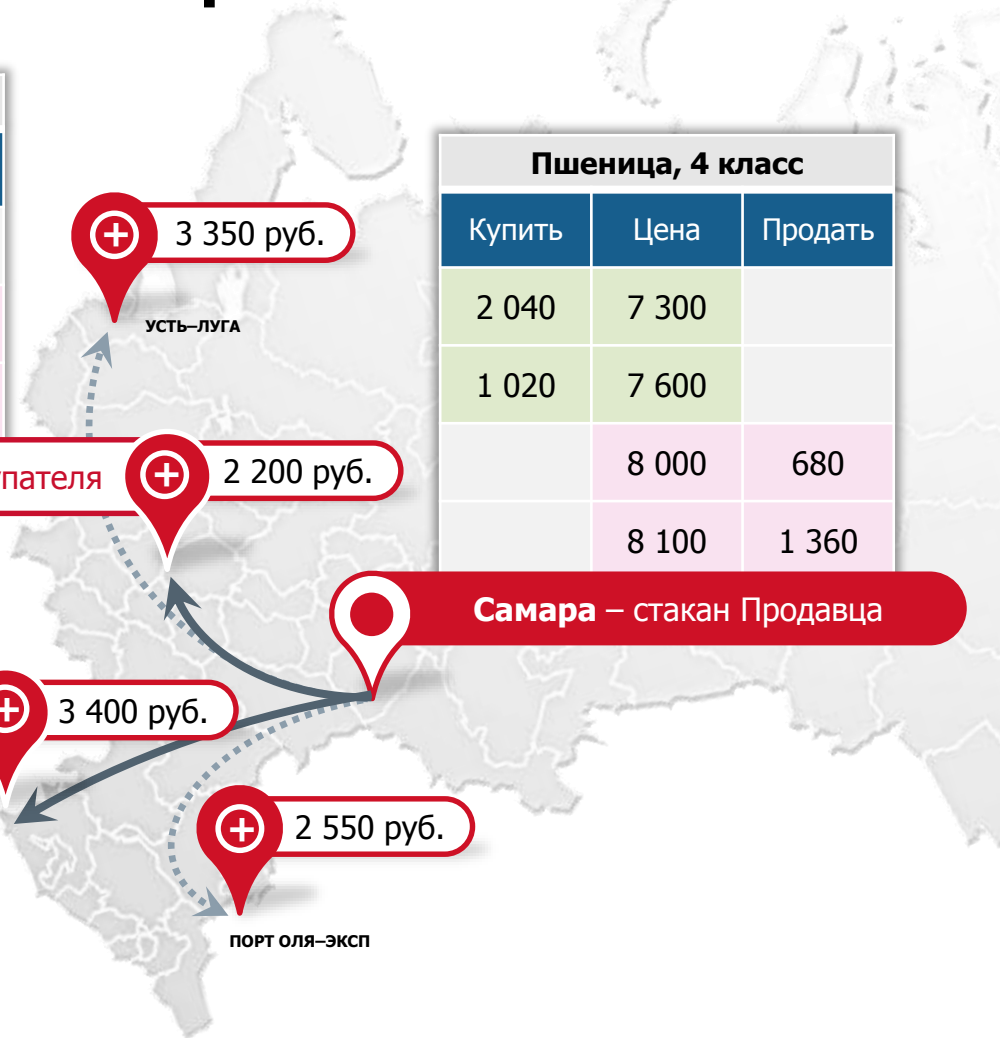 Пшеница, 4 класс
Купить Цена Продать
2 040 7 300
1 020 7 600
8 000 680
8 100 1 360
Самара – стакан Продавца
3 350 руб.
УСТЬ–ЛУГА
2 200 руб.
3 400 руб.
2 550 руб.
ПОРТ ОЛЯ–ЭКСП